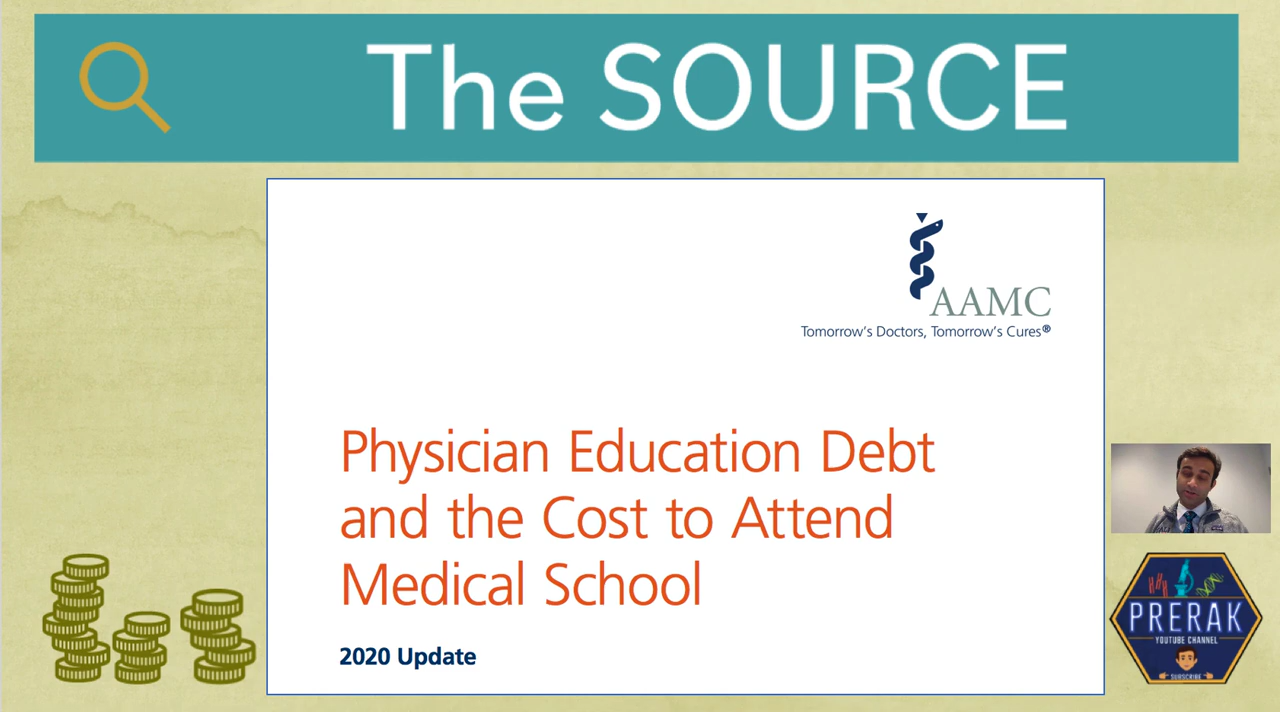 The SOURCE
AAMC
Tomorrow's Doctors, Tomorrow's Cures®
Physician Education Debt
and the Cost to Attend
Medical School
2020 Update
PRERAK
YOUTUBE CHANNEL
SUBSCRIBE